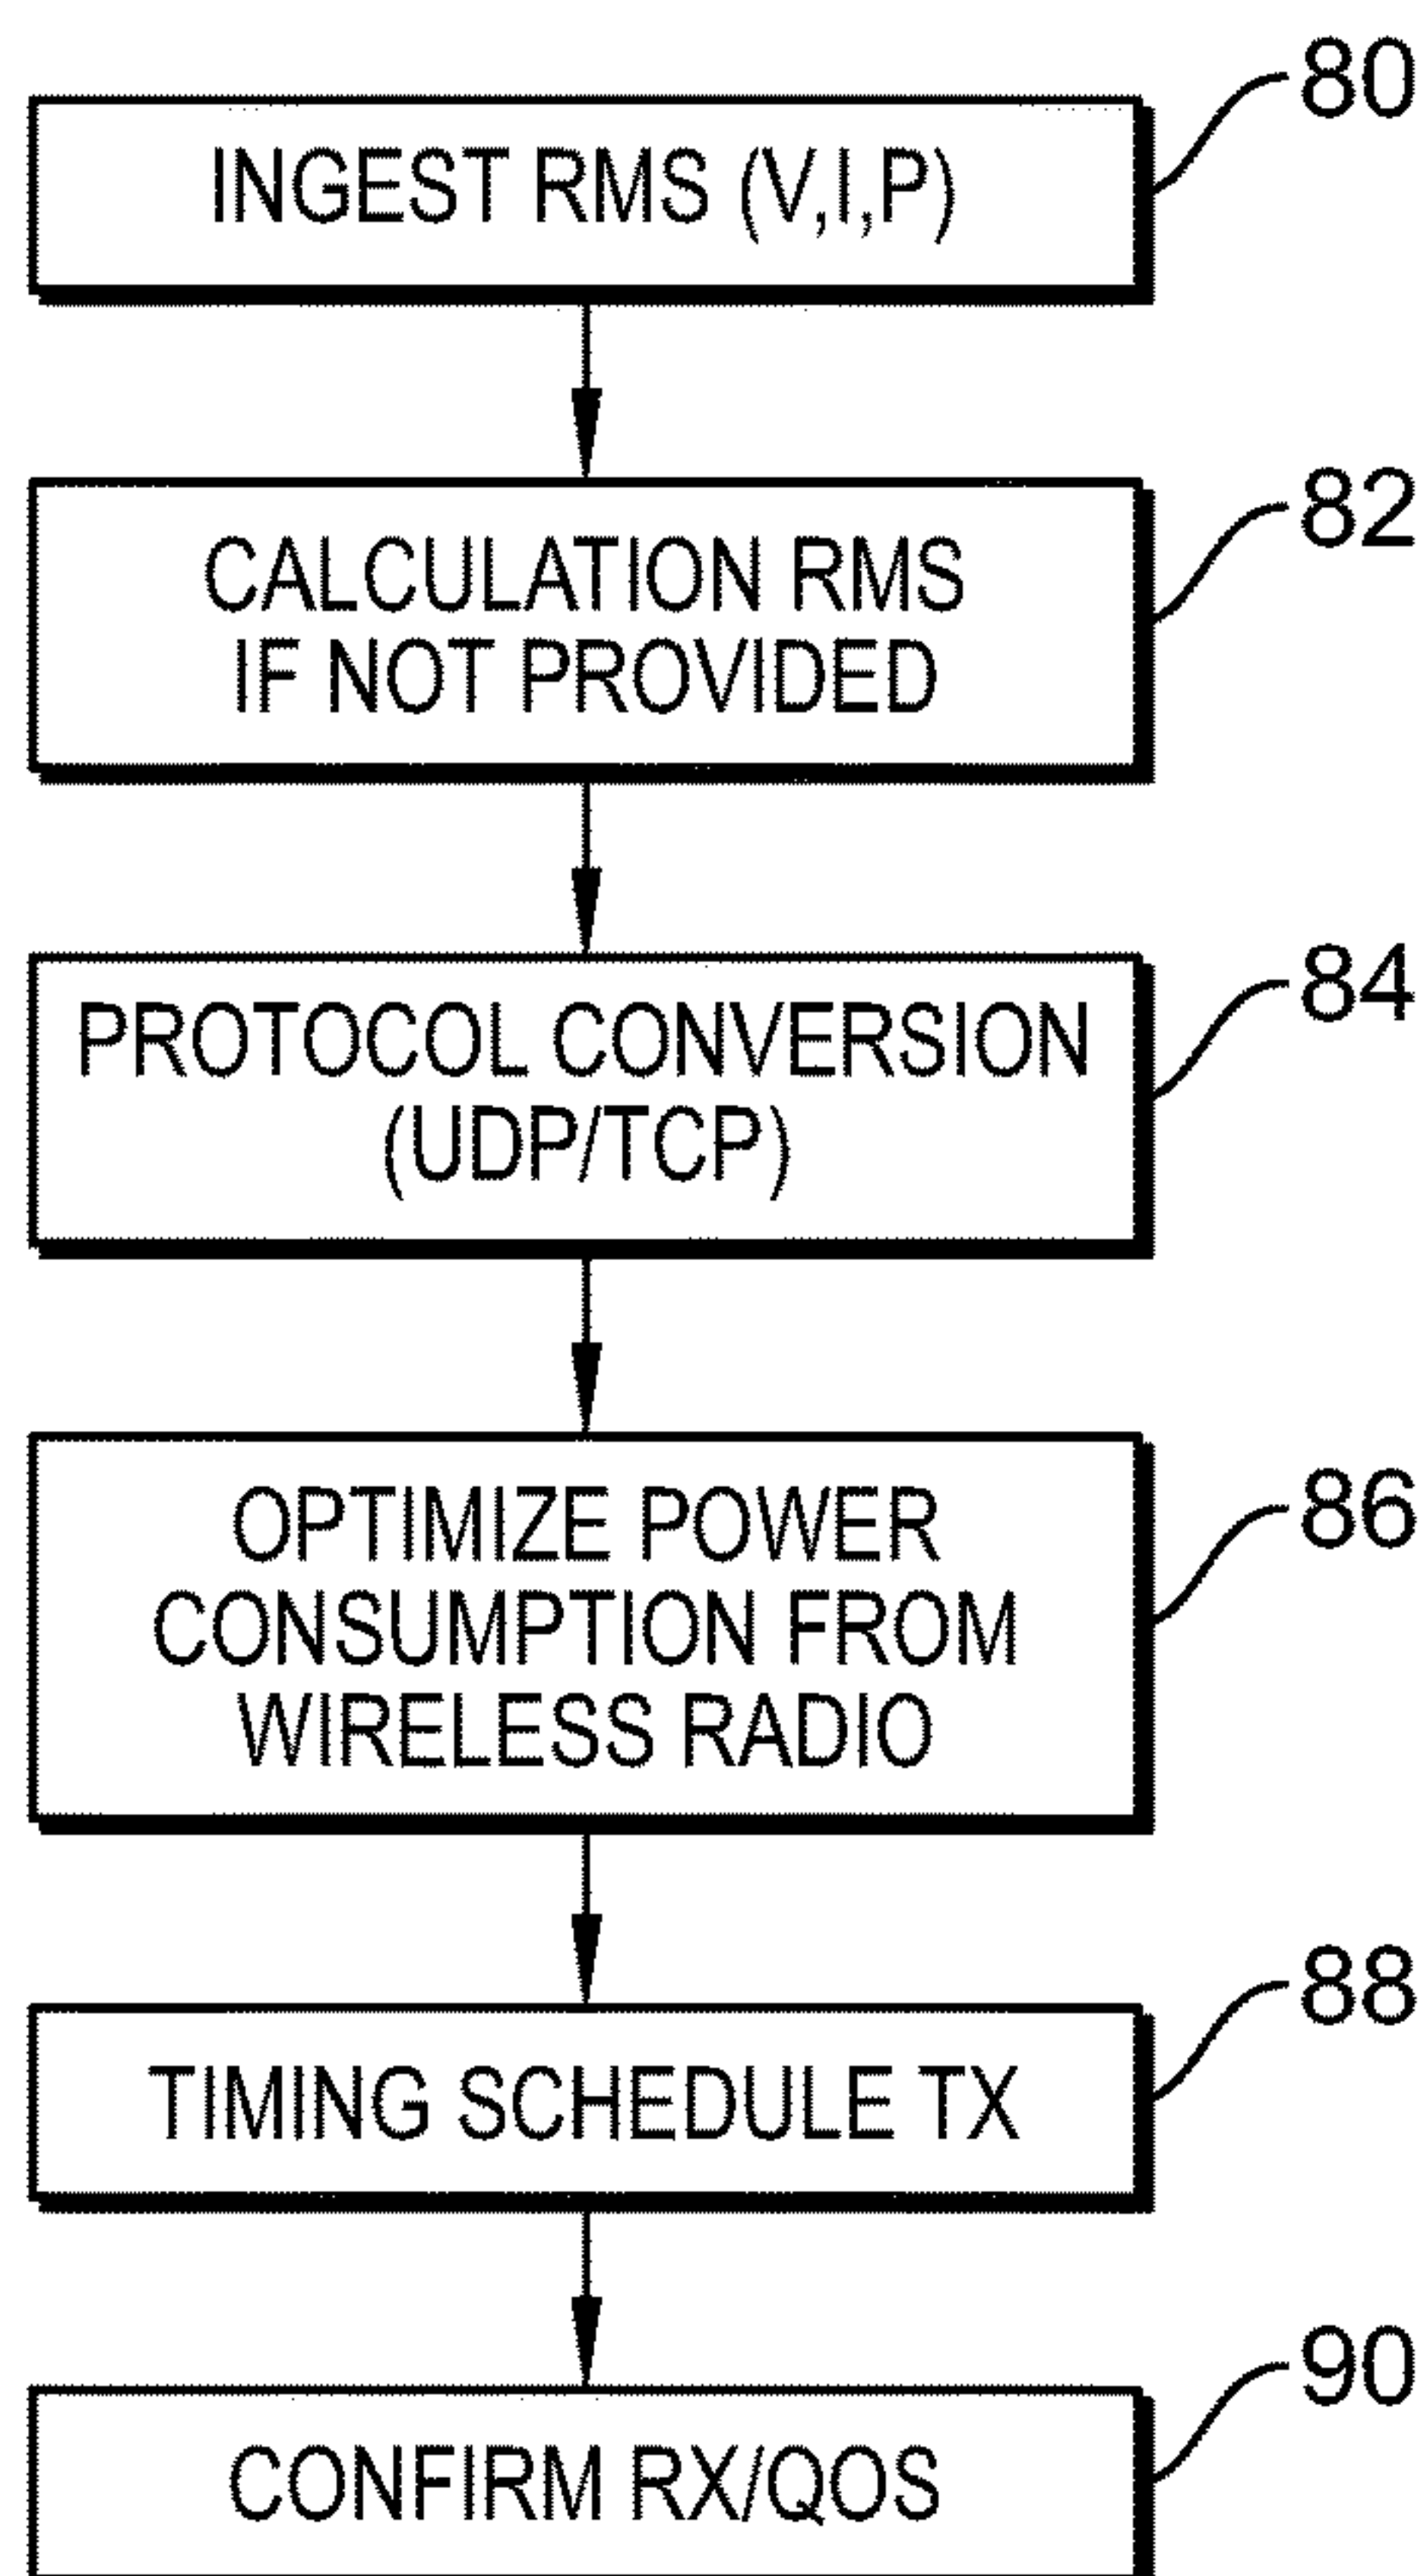 80
INGEST RMS (V,I,P)
82
CALCULATION RMS
IF NOT PROVIDED
84
PROTOCOL CONVERSION
(UDP/TCP)
86
OPTIMIZE POWER
CONSUMPTION FROM
WIRELESS RADIO
88
TIMING SCHEDULE TX
90
CONFIRM RX/QOS